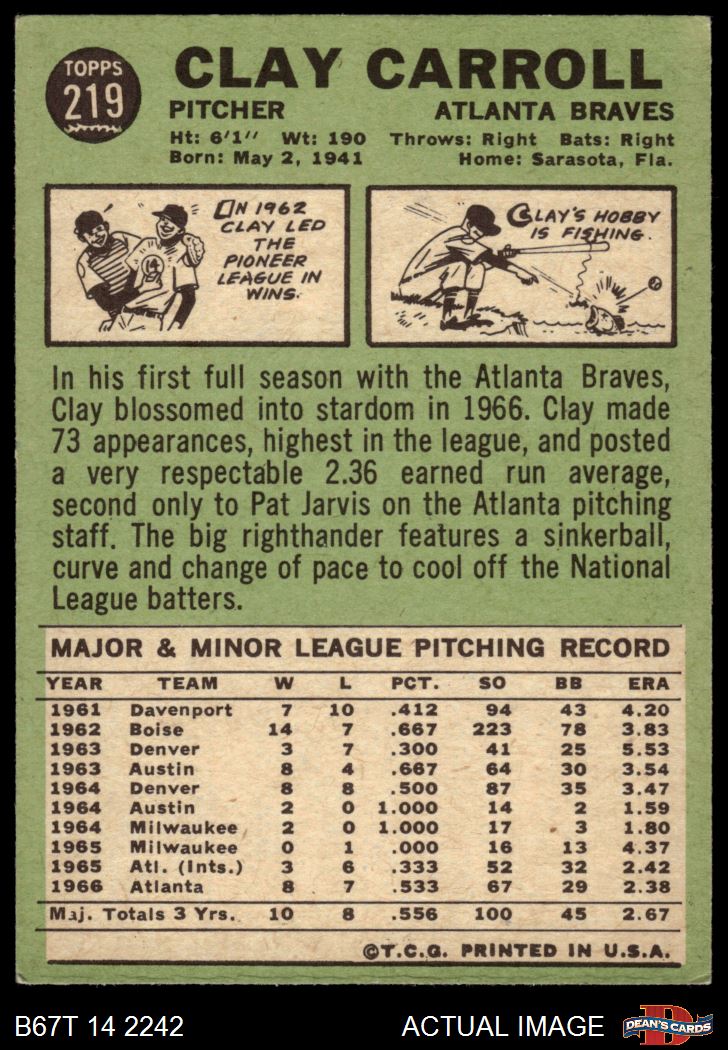 TOPPS
219
CLAY CARROLL
PITCHER ATLANTA BRAVES
Ht: 6'1" Wt: 190 Throws: Right Bats: Right
Born: May 2, 1941 Home: Sarasota, Fla.
IN 1962
CLAY LED
THE
PIONEER
LEAGUE IN
WINS.
CLAY'S HOBBY
IS FISHING.
In his first full season with the Atlanta Braves,
Clay blossomed into stardom in 1966. Clay made
73 appearances, highest in the league, and posted
a very respectable 2.36 earned run average,
second only to Pat Jarvis on the Atlanta pitching
staff. The big righthander features a sinkerball,
curve and change of pace to cool off the National
League batters.
MAJOR & MINOR LEAGUE PITCHING RECORD
YEAR TEAM W L PCT. SO BB ERA
1961 Davenport 7 10 .412 94 43 4.20
1962 Boise 14 7 .667 223 78 3.83
1963 Denver 3 7 .300 41 25 5.53
1963 Austin 8 4 .667 64 30 3.54
1964 Denver 8 8 .500 87 35 3.47
1964 Austin 2 0 1.000 14 2 1.59
1964 Milwaukee 2 0 1.000 17 3 1.80
1965 Milwaukee 0 1 .000 16 13 4.37
1965 Atl. (Ints.) 3 6 .333 52 32 2.42
1966 Atlanta 8 7 .533 67 29 2.38
Maj. Totals 3 Yrs. 10 8 .556 100 45 2.67
©T.C.G. PRINTED IN U.S.A.
B67T 14 2242 ACTUAL IMAGE
D
DEAN'S CARDS